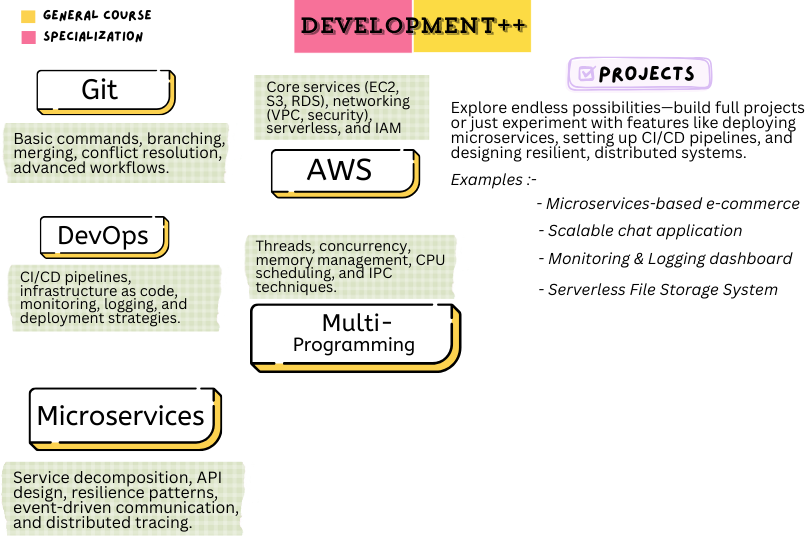 GENERAL COURSE
SPECIALIZATION
DEVELOPMENT++
Git
Basic commands, branching,
merging, conflict resolution,
advanced workflows.
DevOps
CI/CD pipelines,
infrastructure as code,
monitoring, logging, and
deployment strategies.
Microservices
Service decomposition, API
design, resilience patterns,
event-driven communication,
and distributed tracing.
Core services (EC2,
S3, RDS), networking
(VPC, security),
serverless, and IAM
AWS
Threads, concurrency,
memory management, CPU
scheduling, and IPC
techniques.
Multi-
Programming
PROJECTS
Explore endless possibilities—build full projects
or just experiment with features like deploying
microservices, setting up CI/CD pipelines, and
designing resilient, distributed systems.
Examples :-
- Microservices-based e-commerce
- Scalable chat application
- Monitoring & Logging dashboard
- Serverless File Storage System